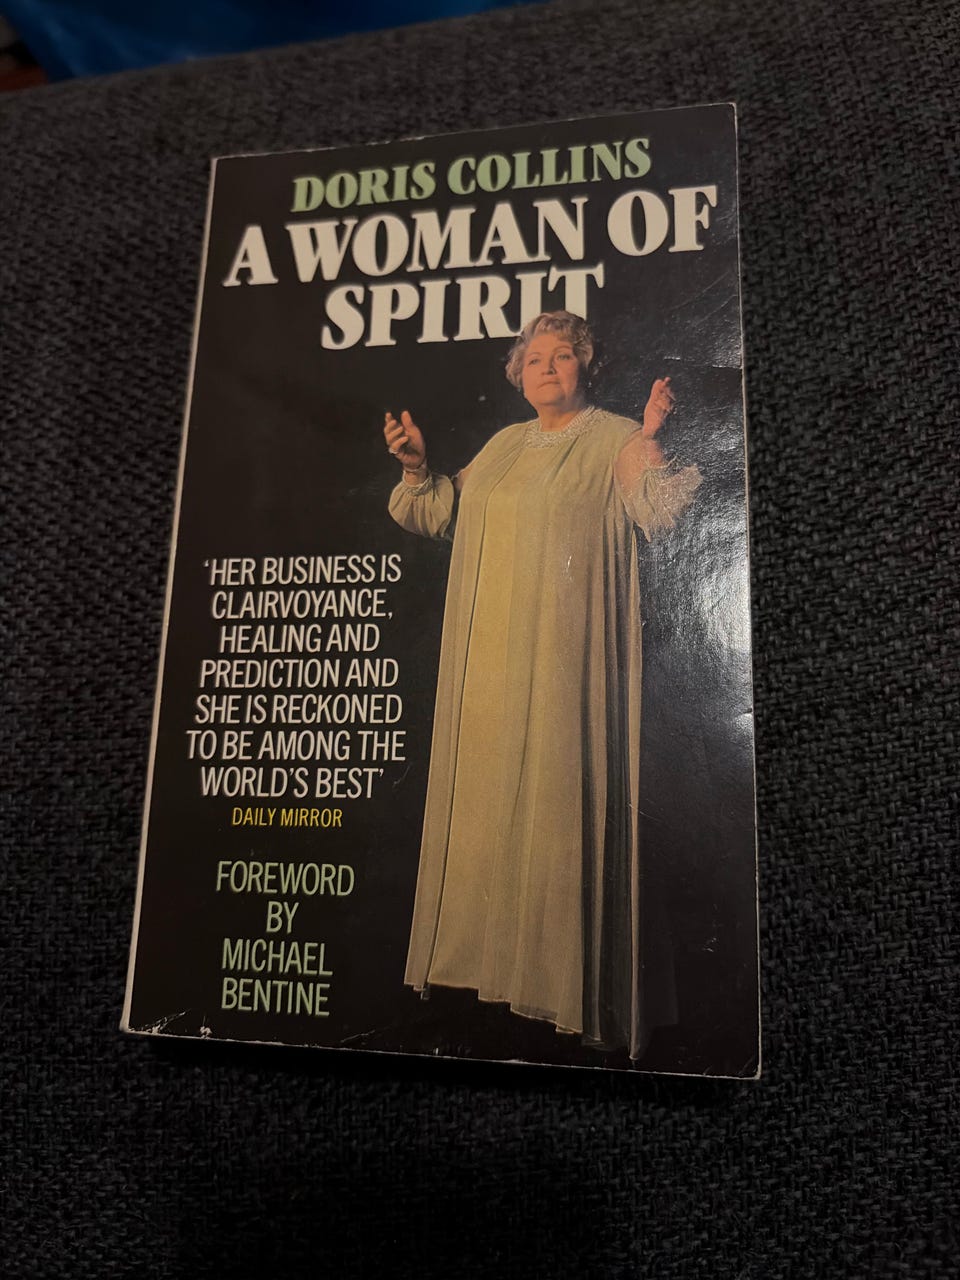 DORIS COLLINS
A WOMAN OF
SPIRIT
‘HER BUSINESS IS
CLAIRVOYANCE,
HEALING AND
PREDICTION AND
SHE IS RECKONED
TO BE AMONG THE
WORLD’S BEST’
DAILY MIRROR
FOREWORD
BY
MICHAEL
BENTINE